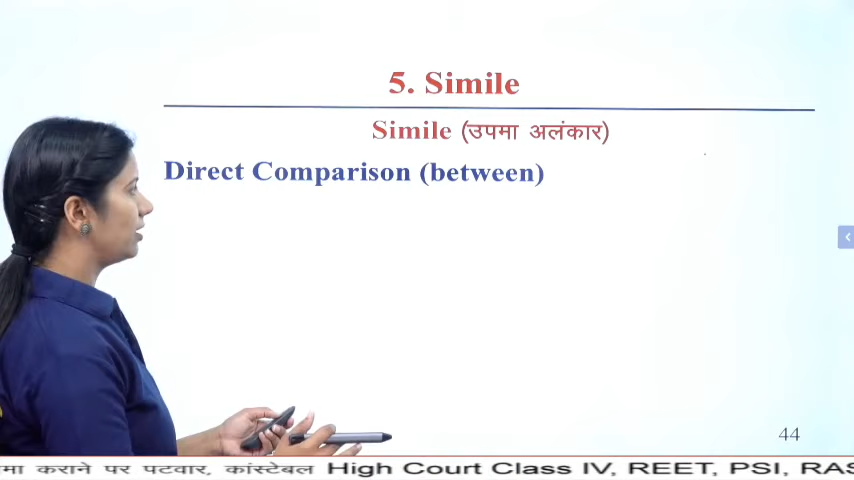 5. Simile
Simile (उपमा अलंकार)
Direct Comparison (between)
44
कराने पर पटवार, कांस्टेबल High Court Class IV, REET, PSI, RAS